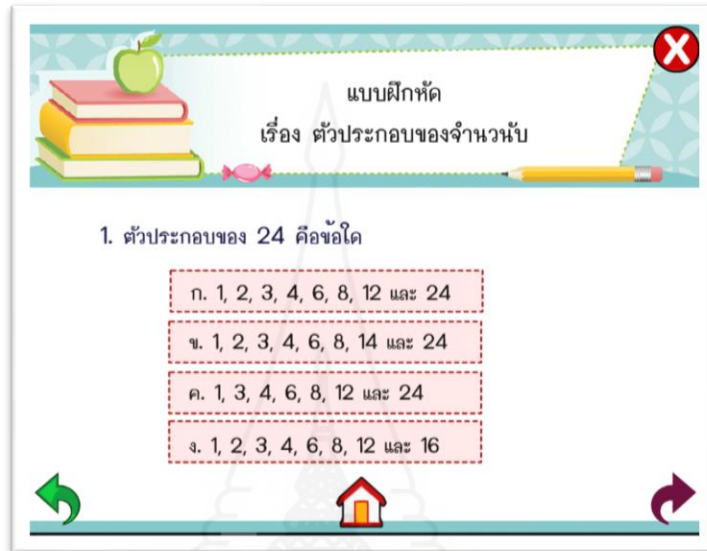 แบบฝึกหัด
เรื่อง ตัวประกอบของจำนวนับ
1. ตัวประกอบของ 24 คือข้อใด
ก. 1, 2, 3, 4, 6, 8, 12 และ 24
ข. 1, 2, 3, 4, 6, 8, 14 และ 24
ค. 1, 3, 4, 6, 8, 12 และ 24
ง. 1, 2, 3, 4, 6, 8, 12 และ 16